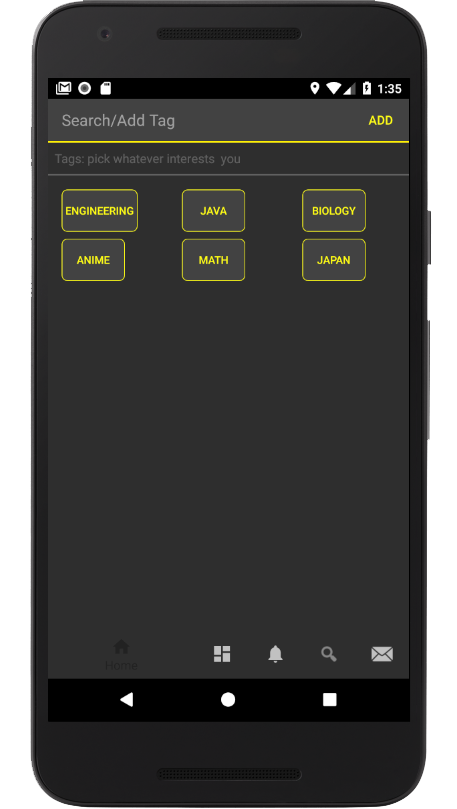 1:35
Search/Add Tag ADD
Tags: pick whatever interests you
ENGINEERING JAVA BIOLOGY
ANIME MATH JAPAN
Home